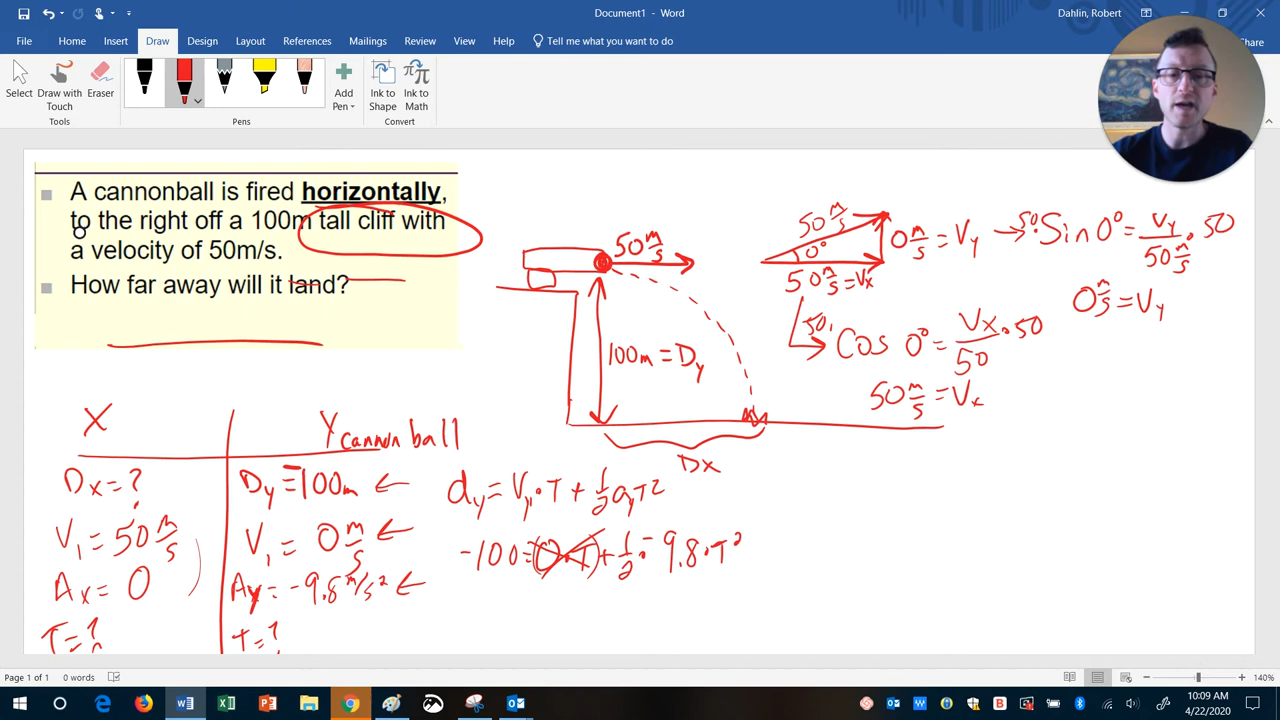 Document1 - Word
Dahlin, Robert
File Home Insert Draw Design Layout References Mailings Review View Help Tell me what you want to do
Share
Select
Draw with Touch
Eraser
Add Pen
Ink to Shape
Ink to Math
Tools
Pens
Convert
A cannonball is fired horizontally,
to the right off a 100m tall cliff with
a velocity of 50m/s.
How far away will it land?
50 m/s
100m = Dy
Dx
50 m/s
0°
0 m/s = Vy
50 m/s = Vx
50· Sin 0° = Vy/50 m/s · 50
0 m/s = Vy
50· Cos 0° = Vx/50 · 50
50 m/s = Vx
X
Y cannon ball
Dx = ?
V₁ = 50 m/s
Ax = 0
T = ?
Dy = -100m
V₁ = 0 m/s
Ay = -9.8 m/s²
T = ?
dy = Vy·T + 1/2 ayT²
-100 = (0·T) + 1/2 · -9.8·T²
Page 1 of 1 0 words
140%
10:09 AM
4/22/2020